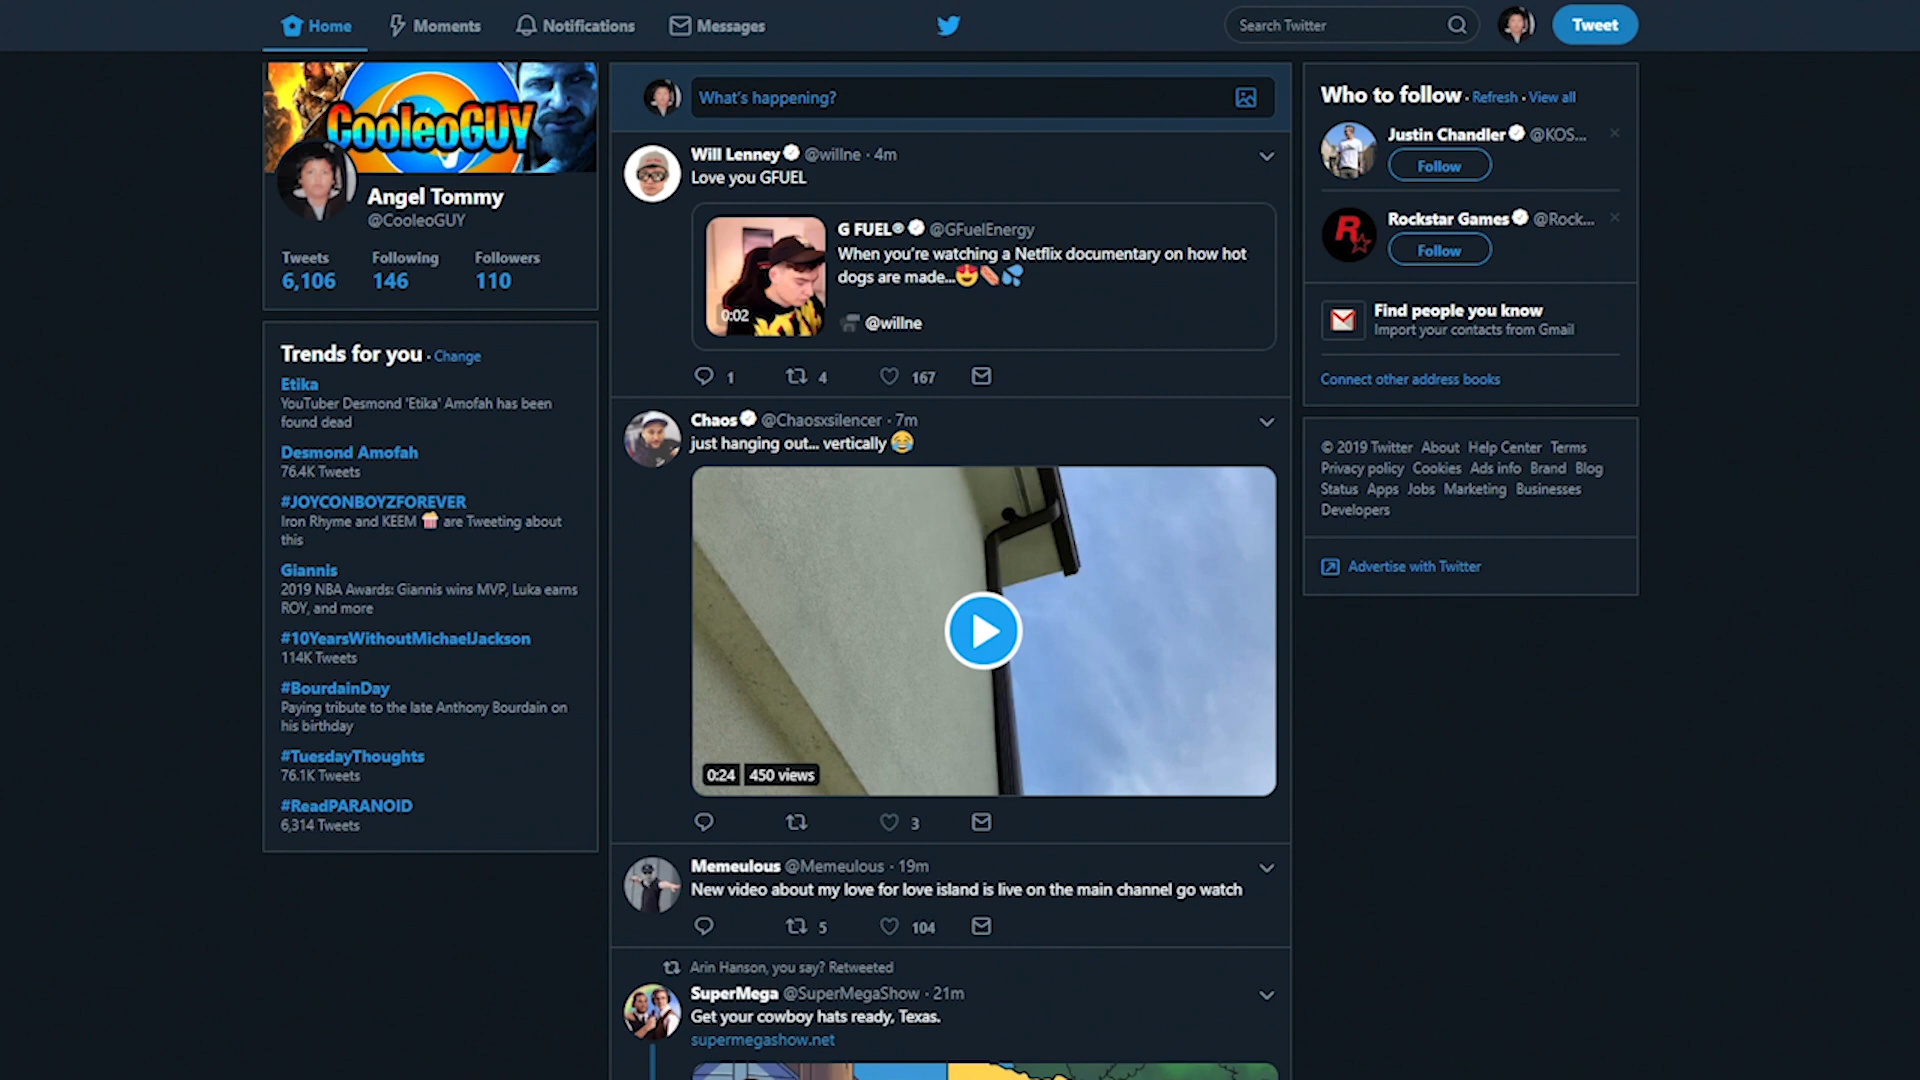 Home
Moments
Notifications
Messages
Search Twitter
Tweet
CooleoGUY
Angel Tommy
@CooleoGUY
Tweets Following Followers
6,106 146 110
Trends for you · Change
Etika
YouTuber Desmond 'Etika' Amofah has been
found dead
Desmond Amofah
76.4K Tweets
#JOYCONBOYZFOREVER
Iron Rhyme and KEEM 🍿 are Tweeting about
this
Giannis
2019 NBA Awards: Giannis wins MVP, Luka earns
ROY, and more
#10YearsWithoutMichaelJackson
114K Tweets
#BourdainDay
Paying tribute to the late Anthony Bourdain on
his birthday
#TuesdayThoughts
76.1K Tweets
#ReadPARANOID
6,314 Tweets
What's happening?
Will Lenney @willne · 4m
Love you GFUEL
G FUEL® @GFuelEnergy
When you're watching a Netflix documentary on how hot
dogs are made...😍🌭💦
0:02
@willne
1 4 167
Chaos @Chaosxsilencer · 7m
just hanging out... vertically 😂
0:24 450 views
3
Memeulous @Memeulous · 19m
New video about my love for love island is live on the main channel go watch
5 104
Arin Hanson, you say? Retweeted
SuperMega @SuperMegaShow · 21m
Get your cowboy hats ready, Texas.
supermegashow.net
Who to follow · Refresh · View all
Justin Chandler @KOS...
Follow
Rockstar Games @Rock...
Follow
Find people you know
Import your contacts from Gmail
Connect other address books
© 2019 Twitter About Help Center Terms
Privacy policy Cookies Ads info Brand Blog
Status Apps Jobs Marketing Businesses
Developers
Advertise with Twitter